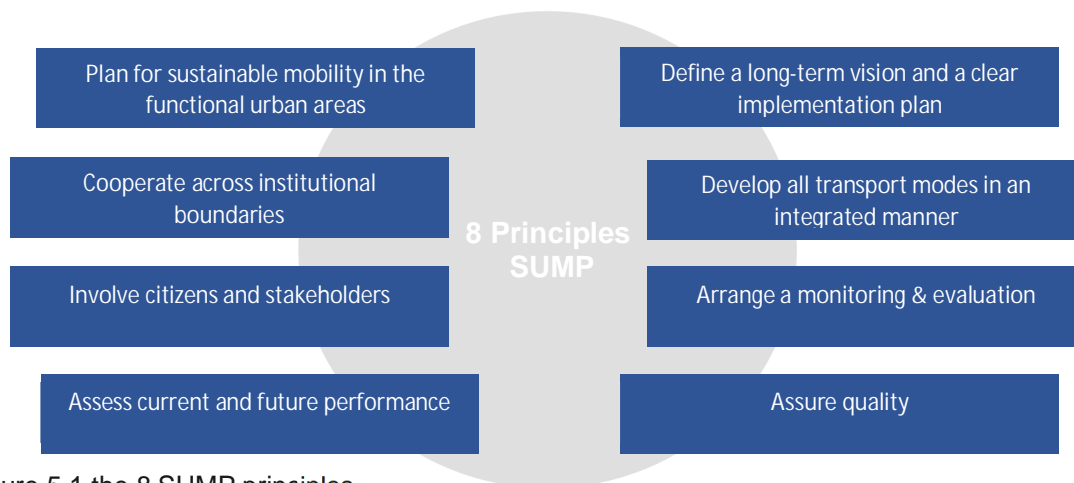 Plan for sustainable mobility in the
functional urban areas
Define a long-term vision and a clear
implementation plan
Cooperate across institutional
boundaries
Develop all transport modes in an
integrated manner
8 Principles
SUMP
Involve citizens and stakeholders
Arrange a monitoring & evaluation
Assess current and future performance
Assure quality
5.1 the 8 SUMP principles